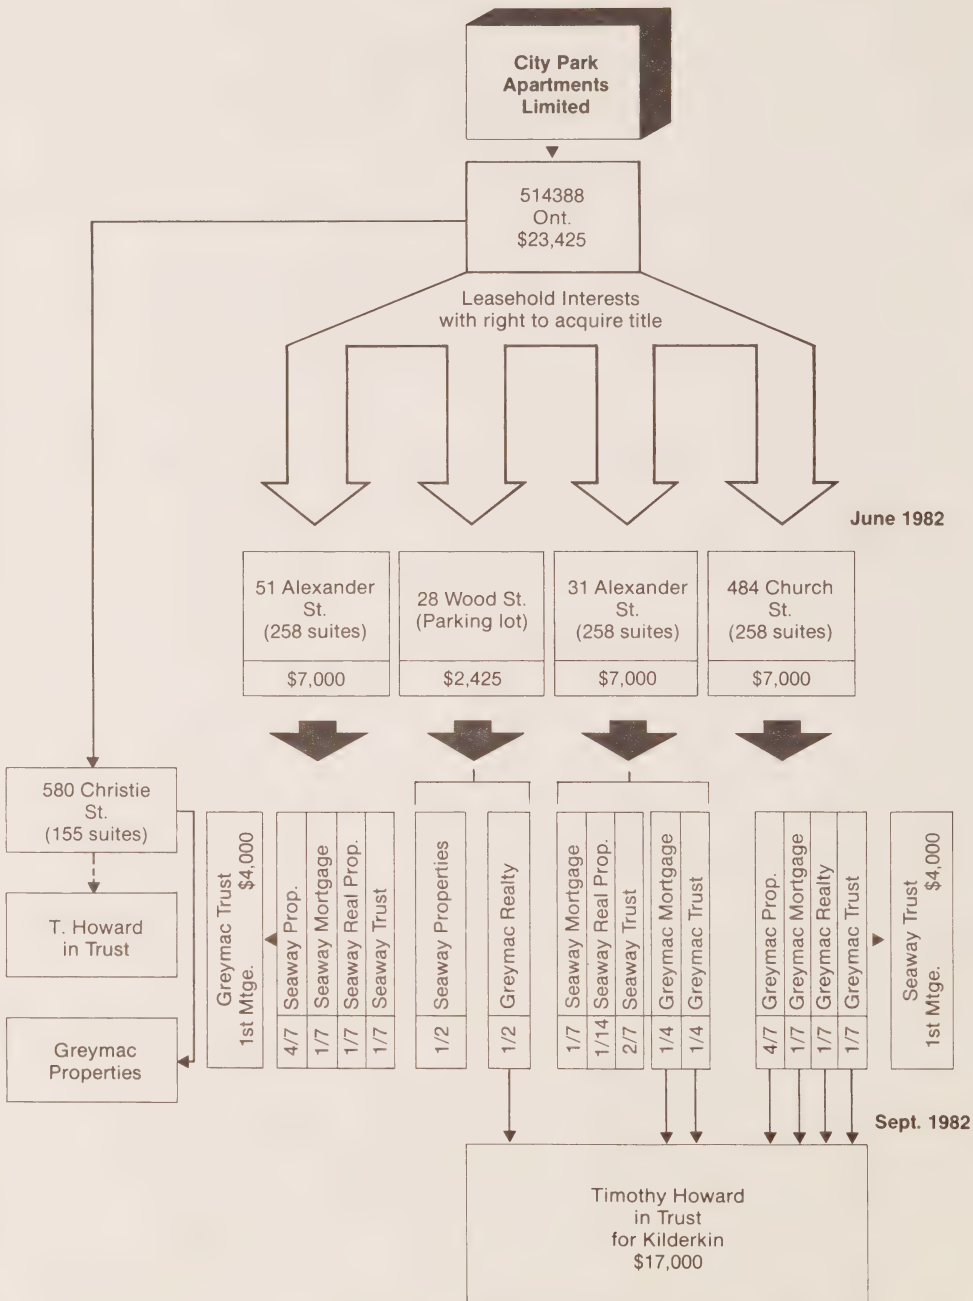 City Park
Apartments
Limited
514388
Ont.
$23,425
Leasehold Interests
with right to acquire title
June 1982
51 Alexander
St.
(258 suites)
$7,000
28 Wood St.
(Parking lot)
$2,425
31 Alexander
St.
(258 suites)
$7,000
484 Church
St.
(258 suites)
$7,000
580 Christie
St.
(155 suites)
T. Howard
in Trust
Greymac
Properties
Greymac Trust
1st Mtge. $4,000
4/7 Seaway Prop.
1/7 Seaway Mortgage
1/7 Seaway Real Prop.
1/7 Seaway Trust
1/2 Seaway Properties
1/2 Greymac Realty
1/7 Seaway Mortgage
1/14 Seaway Real Prop.
2/7 Seaway Trust
1/4 Greymac Mortgage
1/4 Greymac Trust
4/7 Greymac Prop.
1/7 Greymac Mortgage
1/7 Greymac Realty
1/7 Greymac Trust
Seaway Trust
1st Mtge. $4,000
Sept. 1982
Timothy Howard
in Trust
for Kilderkin
$17,000